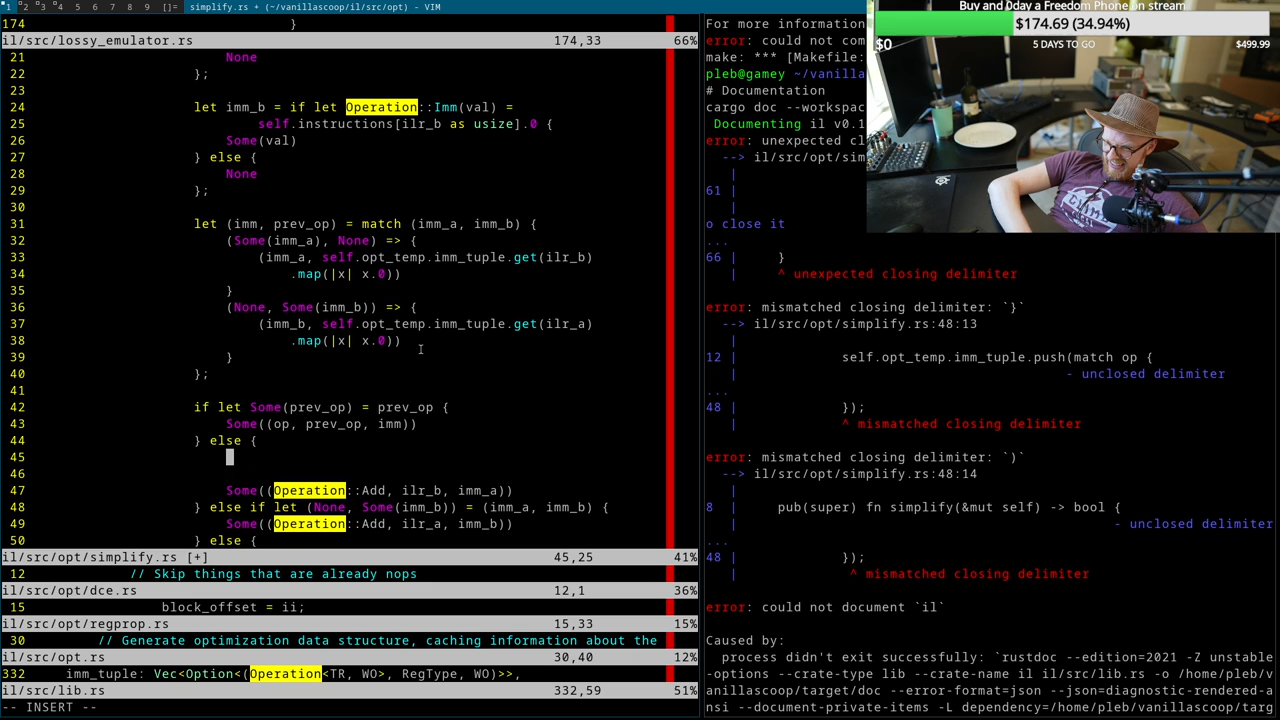 1 2 3 4 5 6 7 8 9 []= simplify.rs + (~/vanillascoop/il/src/opt) - VIM
174 }
il/src/lossy_emulator.rs 174,33 66%
21 None
22 };
23
24 let imm_b = if let Operation::Imm(val) =
25 self.instructions[ilr_b as usize].0 {
26 Some(val)
27 } else {
28 None
29 };
30
31 let (imm, prev_op) = match (imm_a, imm_b) {
32 (Some(imm_a), None) => {
33 (imm_a, self.opt_temp.imm_tuple.get(ilr_b)
34 .map(|x| x.0))
35 }
36 (None, Some(imm_b)) => {
37 (imm_b, self.opt_temp.imm_tuple.get(ilr_a)
38 .map(|x| x.0))
39 }
40 };
41
42 if let Some(prev_op) = prev_op {
43 Some((op, prev_op, imm))
44 } else {
45
46
47 Some((Operation::Add, ilr_b, imm_a))
48 } else if let (None, Some(imm_b)) = (imm_a, imm_b) {
49 Some((Operation::Add, ilr_a, imm_b))
50 } else {
il/src/opt/simplify.rs [+] 45,25 41%
12 // Skip things that are already nops
il/src/opt/dce.rs 12,1 36%
15 block_offset = ii;
il/src/opt/regprop.rs 15,33 15%
30 // Generate optimization data structure, caching information about the
il/src/opt.rs 30,40 12%
332 imm_tuple: Vec<Option<(Operation<TR, WO>, RegType, WO)>>,
il/src/lib.rs 332,59 51%
-- INSERT --
For more information
error: could not com
make: *** [Makefile:
pleb@gamey ~/vanilla
# Documentation
cargo doc --workspac
Documenting il v0.1
error: unexpected cl
--> il/src/opt/sim
|
61 |
|
o close it
...
66 | }
| ^ unexpected closing delimiter
error: mismatched closing delimiter: `}`
--> il/src/opt/simplify.rs:48:13
|
12 | self.opt_temp.imm_tuple.push(match op {
| - unclosed delimiter
...
48 | });
| ^ mismatched closing delimiter
error: mismatched closing delimiter: `)`
--> il/src/opt/simplify.rs:48:14
|
8 | pub(super) fn simplify(&mut self) -> bool {
| - unclosed delimiter
...
48 | });
| ^ mismatched closing delimiter
error: could not document `il`
Caused by:
process didn't exit successfully: `rustdoc --edition=2021 -Z unstable
-options --crate-type lib --crate-name il il/src/lib.rs -o /home/pleb/v
anillascoop/target/doc --error-format=json --json=diagnostic-rendered-a
nsi --document-private-items -L dependency=/home/pleb/vanillascoop/targ
Buy and 0day a Freedom Phone on stream
$174.69 (34.94%)
$0 5 DAYS TO GO $499.99